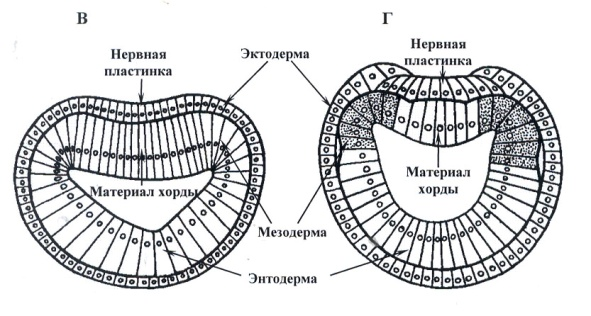 В
Г
Нервная
пластинка
Эктодерма
Нервная
пластинка
Материал хорды
Материал
хорды
Мезодерма
Энтодерма